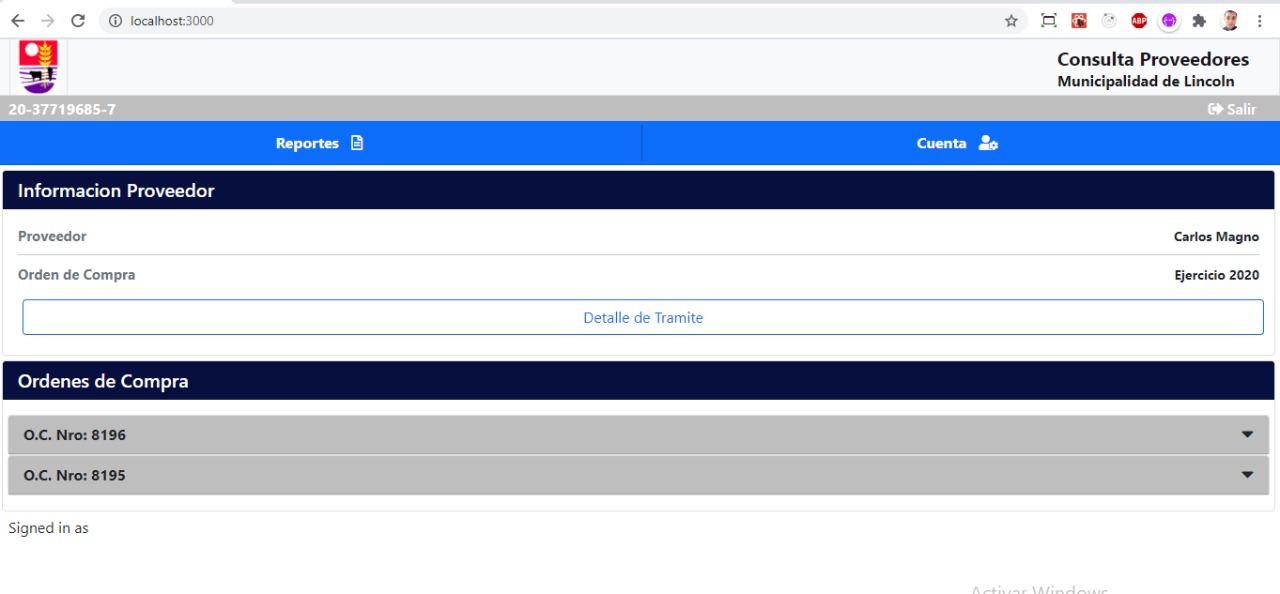 localhost:3000
ABP
Consulta Proveedores
Municipalidad de Lincoln
20-37719685-7
Salir
Reportes
Cuenta
Informacion Proveedor
Proveedor
Carlos Magno
Orden de Compra
Ejercicio 2020
Detalle de Tramite
Ordenes de Compra
O.C. Nro: 8196
O.C. Nro: 8195
Signed in as
Activar Windows